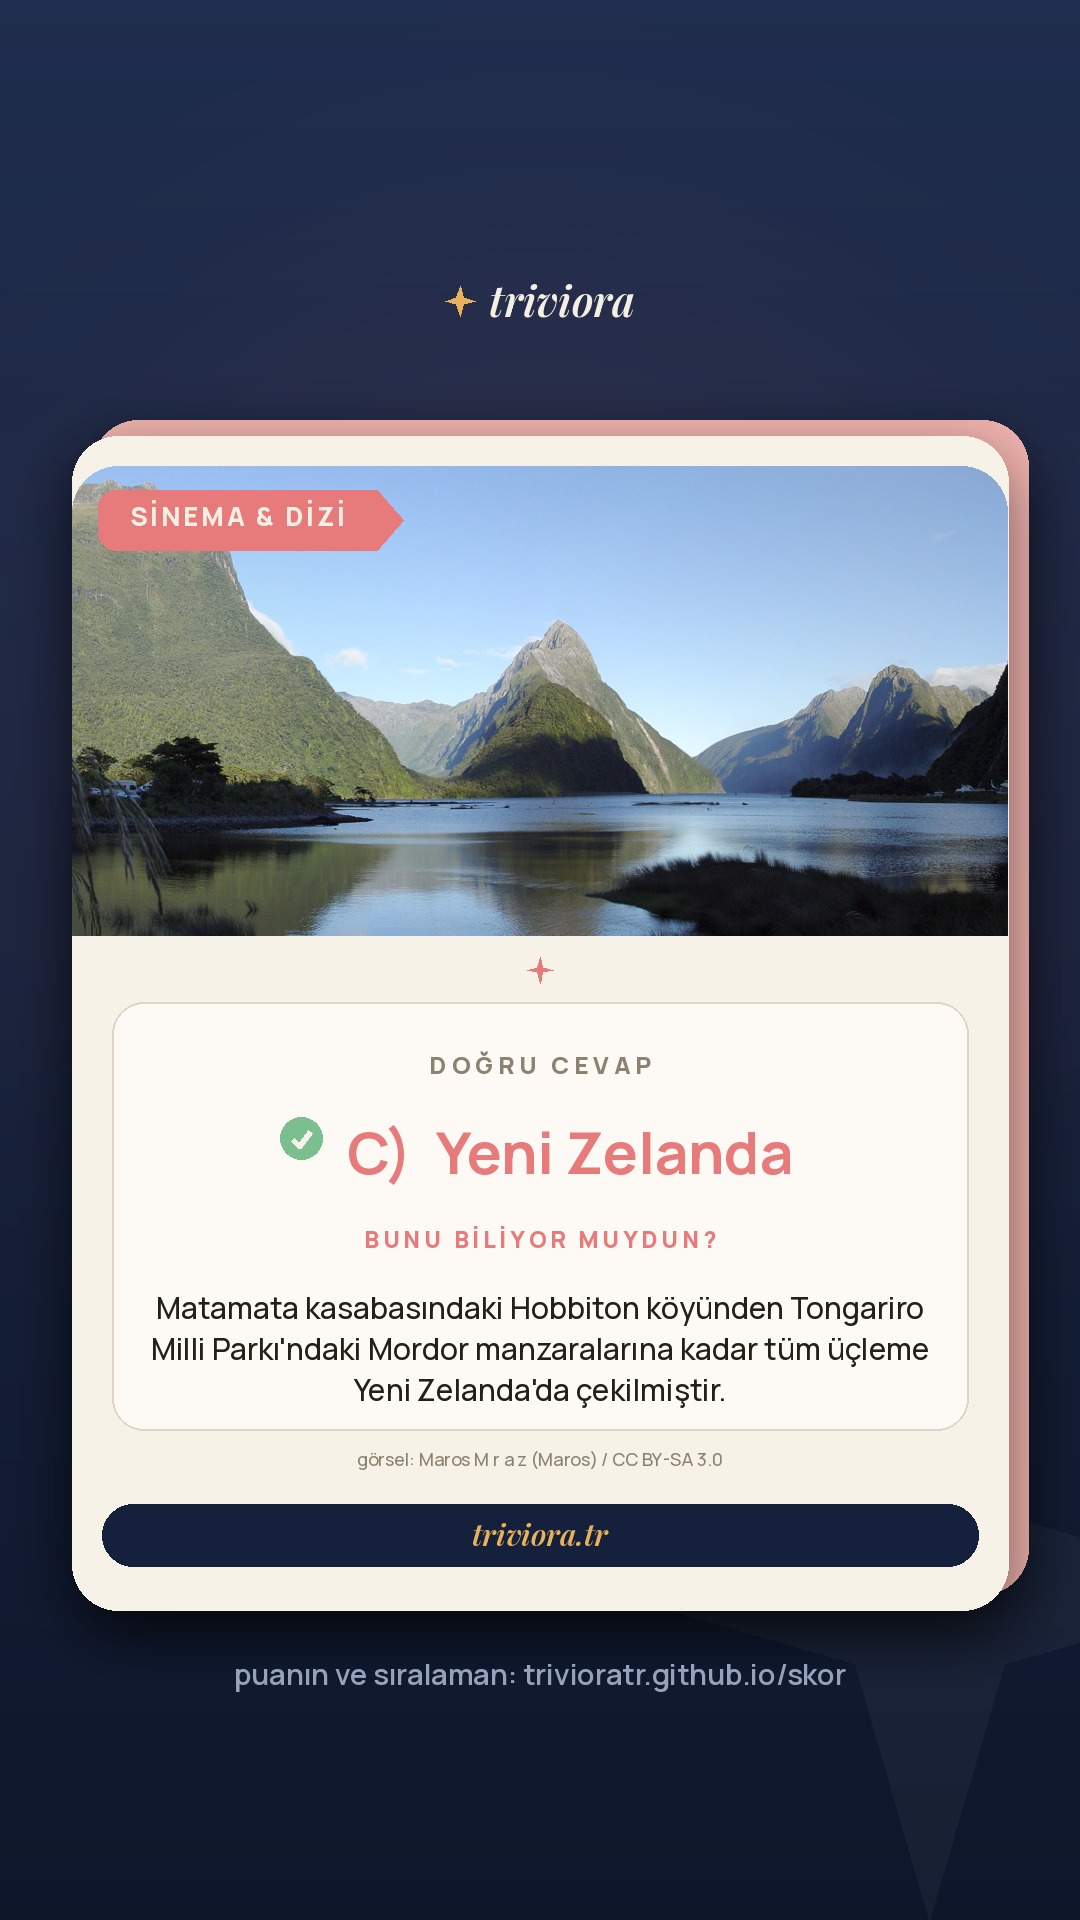 triviora
SİNEMA & DİZİ
DOĞRU CEVAP
C) Yeni Zelanda
BUNU BİLİYOR MUYDUN?
Matamata kasabasındaki Hobbiton köyünden Tongariro
Milli Parkı'ndaki Mordor manzaralarına kadar tüm üçleme
Yeni Zelanda'da çekilmiştir.
görsel: Maros M r a z (Maros) / CC BY-SA 3.0
triviora.tr
puanın ve sıralaman: trivioratr.github.io/skor